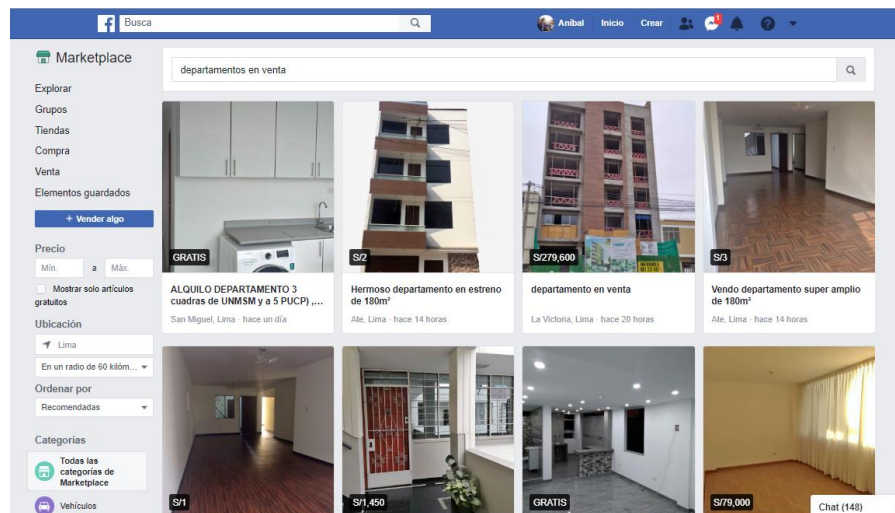 f
Busca
Aníbal
Inicio
Crear
1
Marketplace
departamentos en venta
Explorar
Grupos
Tiendas
Compra
Venta
Elementos guardados
+ Vender algo
Precio
Mín.
a
Máx.
Mostrar solo artículos
gratuitos
Ubicación
Lima
En un radio de 60 kilóm...
Ordenar por
Recomendadas
Categorías
Todas las
categorías de
Marketplace
Vehículos
GRATIS
ALQUILO DEPARTAMENTO 3
cuadras de UNMSM y a 5 PUCP) ,...
San Miguel, Lima · hace un día
S/2
Hermoso departamento en estreno
de 180m²
Ate, Lima · hace 14 horas
S/279,600
departamento en venta
La Victoria, Lima · hace 20 horas
S/3
Vendo departamento super amplio
de 180m²
Ate, Lima · hace 14 horas
S/1
S/1,450
GRATIS
S/79,000
Chat (148)